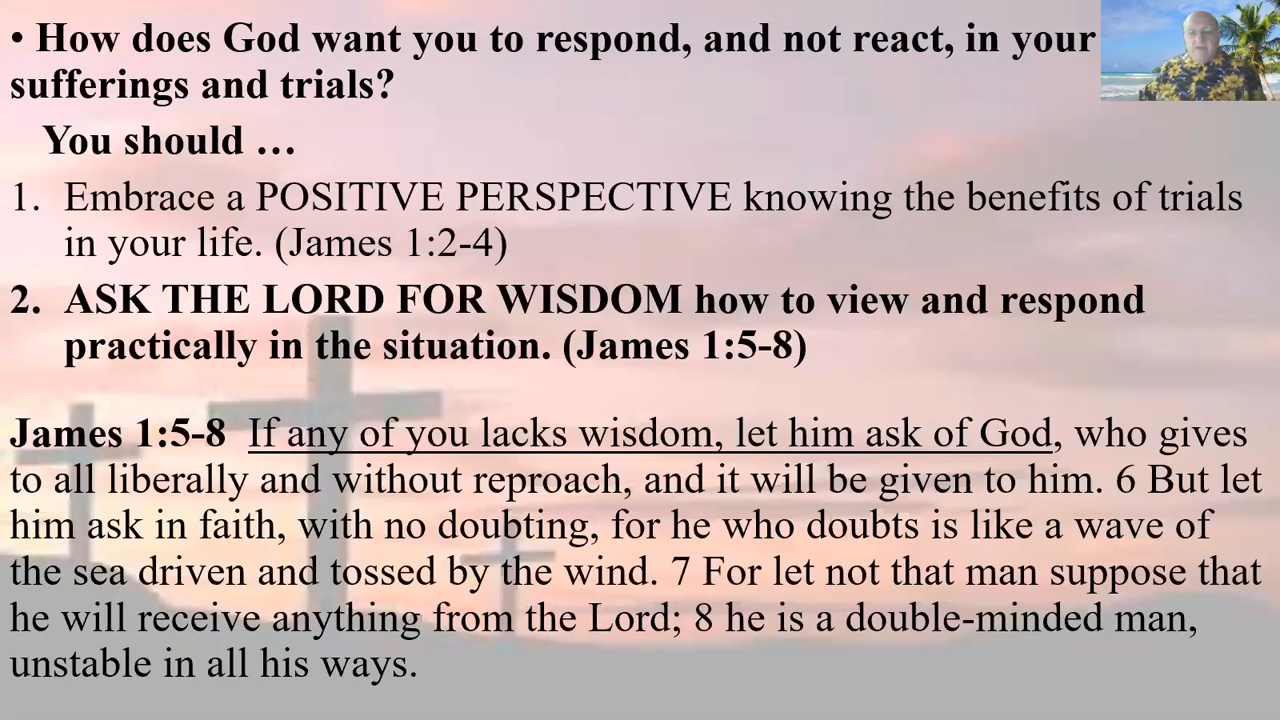 • How does God want you to respond, and not react, in your
sufferings and trials?
You should …
1. Embrace a POSITIVE PERSPECTIVE knowing the benefits of trials
in your life. (James 1:2-4)
2. ASK THE LORD FOR WISDOM how to view and respond
practically in the situation. (James 1:5-8)
James 1:5-8 If any of you lacks wisdom, let him ask of God, who gives
to all liberally and without reproach, and it will be given to him. 6 But let
him ask in faith, with no doubting, for he who doubts is like a wave of
the sea driven and tossed by the wind. 7 For let not that man suppose that
he will receive anything from the Lord; 8 he is a double-minded man,
unstable in all his ways.